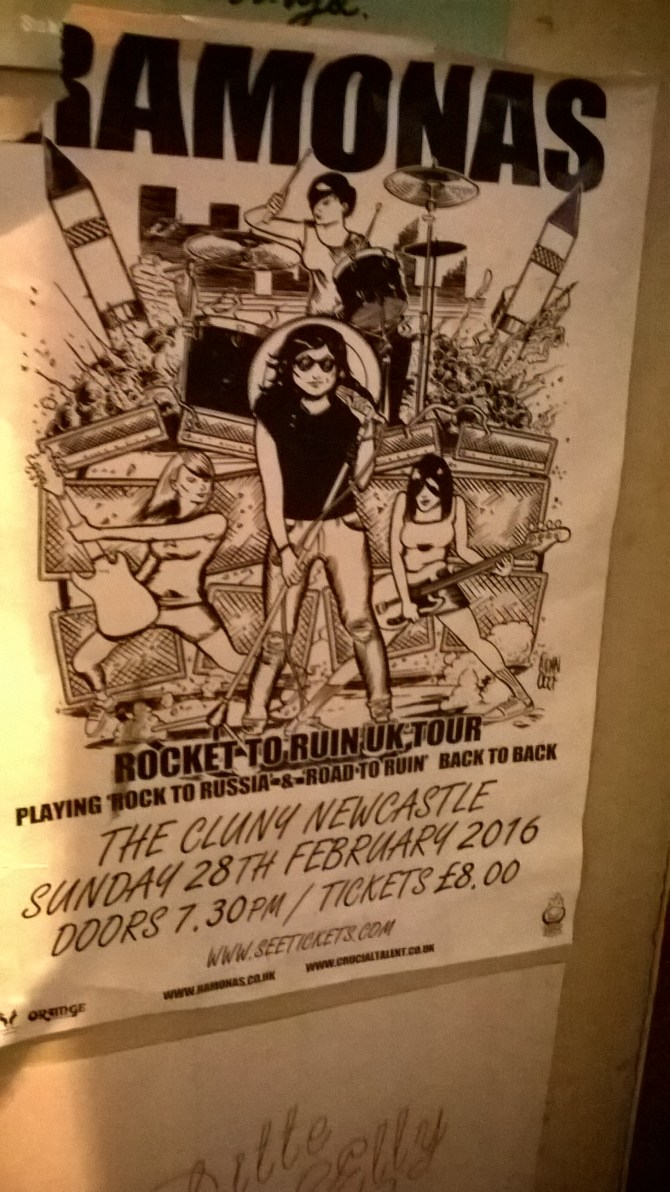 RAMONAS
ROCKET TO RUIN UK TOUR
PLAYING 'ROCK TO RUSSIA' & 'ROAD TO RUIN' BACK TO BACK
THE CLUNY NEWCASTLE
SUNDAY 28TH FEBRUARY 2016
DOORS 7.30PM / TICKETS £8.00
WWW.SEETICKETS.COM
WWW.RAMONAS.CO.UK WWW.CRUCIALTALENT.CO.UK
ORANGE